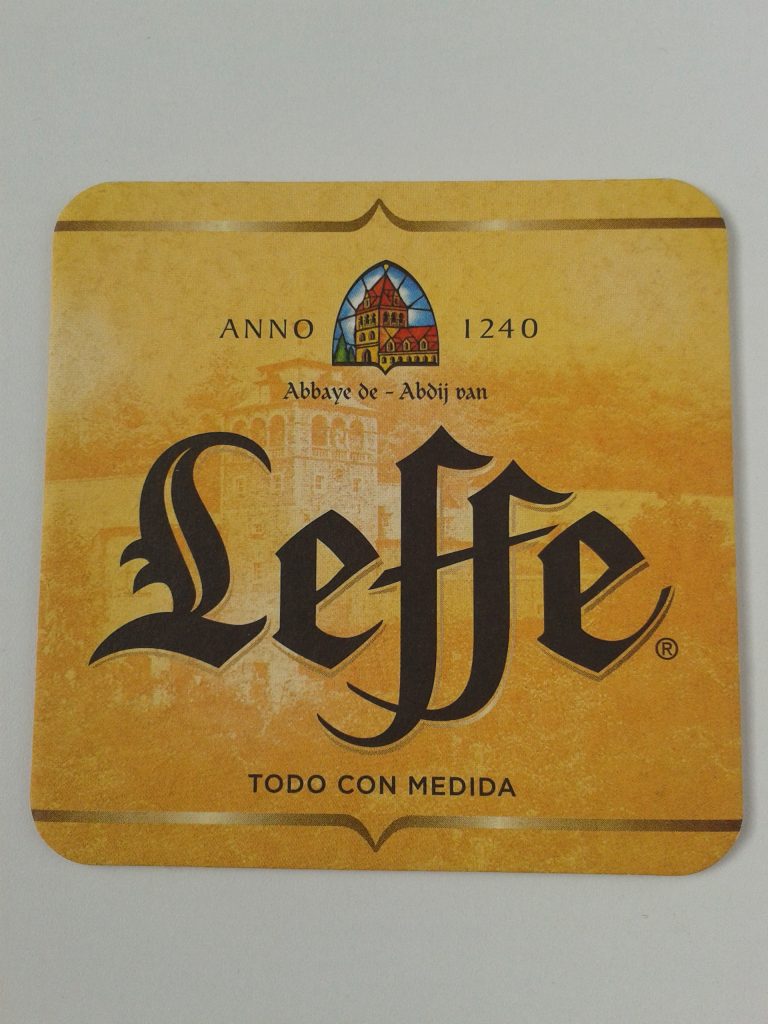 ANNO 1240
Abbaye de - Abdij van
Leffe ®
TODO CON MEDIDA